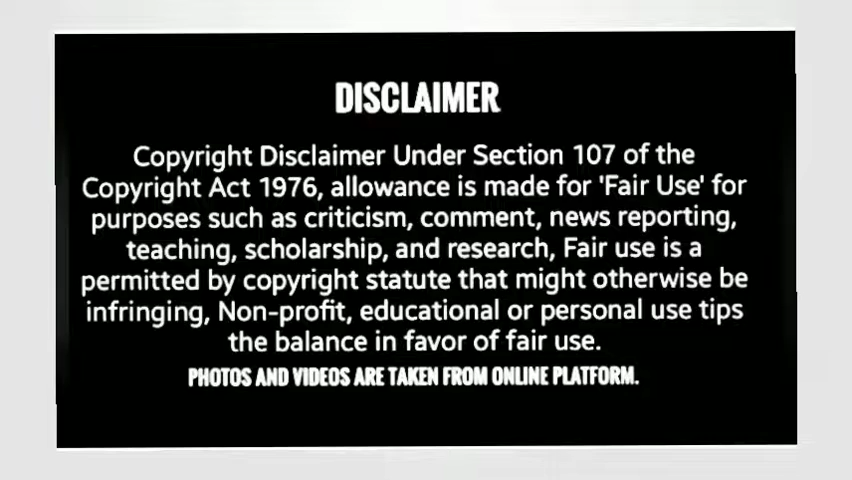 DISCLAIMER
Copyright Disclaimer Under Section 107 of the
Copyright Act 1976, allowance is made for 'Fair Use' for
purposes such as criticism, comment, news reporting,
teaching, scholarship, and research, Fair use is a
permitted by copyright statute that might otherwise be
infringing, Non-profit, educational or personal use tips
the balance in favor of fair use.
PHOTOS AND VIDEOS ARE TAKEN FROM ONLINE PLATFORM.